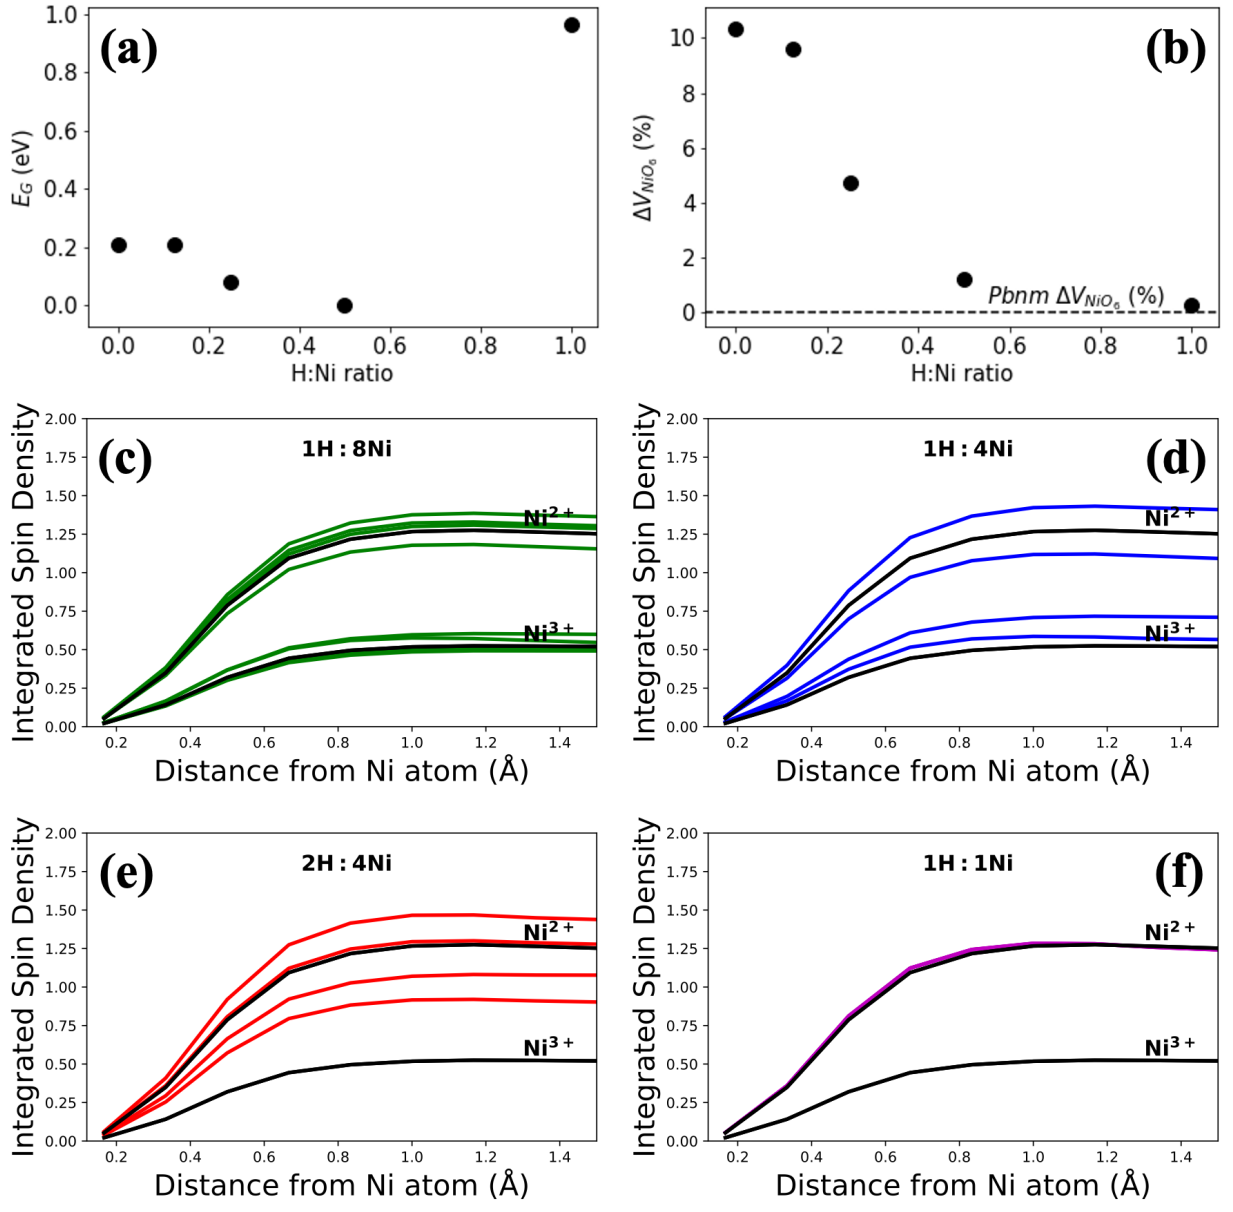 (a)
1.0
0.8
0.6
0.4
0.2
0.0
E_G (eV)
0.0 0.2 0.4 0.6 0.8 1.0
H:Ni ratio
(b)
10
8
6
4
2
0
ΔV_{NiO_6} (%)
Pbnm ΔV_{NiO_6} (%)
0.0 0.2 0.4 0.6 0.8 1.0
H:Ni ratio
(c)
1H : 8Ni
2.00
1.75
1.50
1.25
1.00
0.75
0.50
0.25
0.00
Integrated Spin Density
Ni²⁺
Ni³⁺
0.2 0.4 0.6 0.8 1.0 1.2 1.4
Distance from Ni atom (Å)
(d)
1H : 4Ni
2.00
1.75
1.50
1.25
1.00
0.75
0.50
0.25
0.00
Integrated Spin Density
Ni²⁺
Ni³⁺
0.2 0.4 0.6 0.8 1.0 1.2 1.4
Distance from Ni atom (Å)
(e)
2H : 4Ni
2.00
1.75
1.50
1.25
1.00
0.75
0.50
0.25
0.00
Integrated Spin Density
Ni²⁺
Ni³⁺
0.2 0.4 0.6 0.8 1.0 1.2 1.4
Distance from Ni atom (Å)
(f)
1H : 1Ni
2.00
1.75
1.50
1.25
1.00
0.75
0.50
0.25
0.00
Integrated Spin Density
Ni²⁺
Ni³⁺
0.2 0.4 0.6 0.8 1.0 1.2 1.4
Distance from Ni atom (Å)